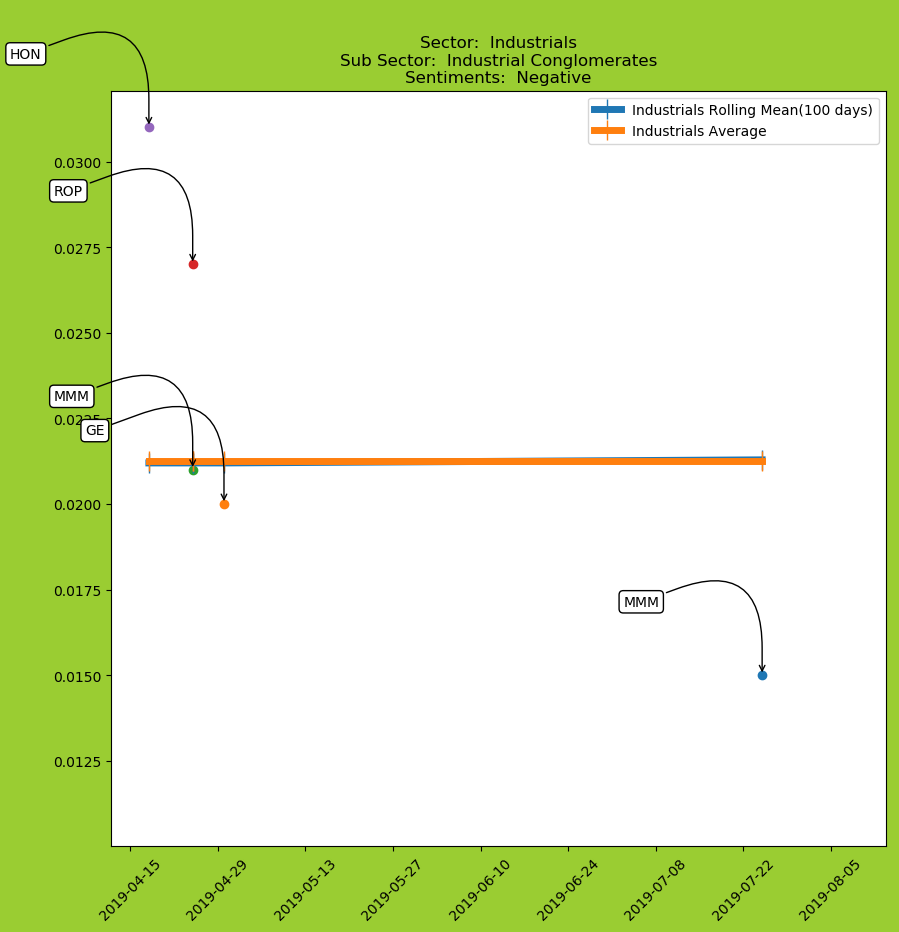 Sector:  Industrials
Sub Sector:  Industrial Conglomerates
Sentiments:  Negative
HON
Industrials Rolling Mean(100 days)
Industrials Average
0.0300
ROP
0.0275
0.0250
MMM
0.0225
GE
0.0200
0.0175
MMM
0.0150
0.0125
2019-04-15
2019-04-29
2019-05-13
2019-05-27
2019-06-10
2019-06-24
2019-07-08
2019-07-22
2019-08-05